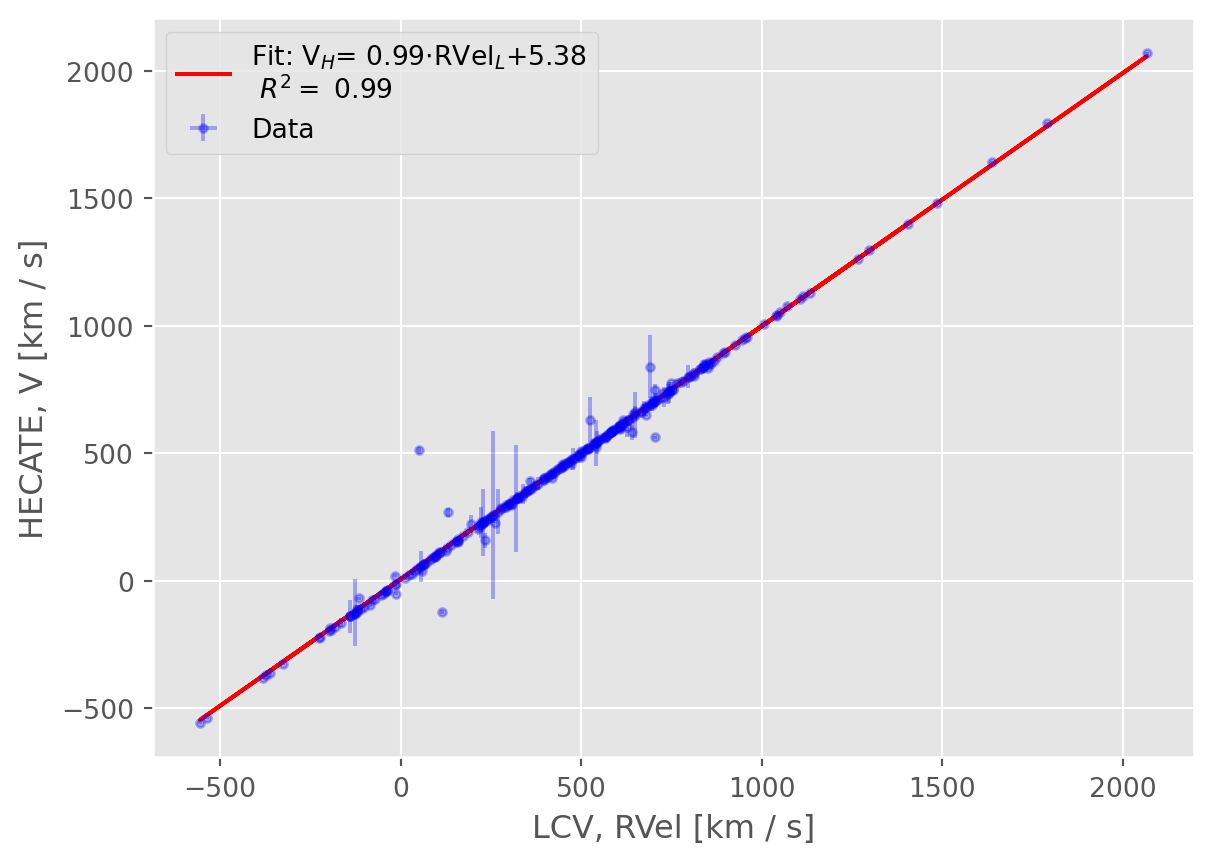 Fit: V_H= 0.99·RVel_L+5.38
R² = 0.99
Data
HECATE, V [km / s]
2000
1500
1000
500
0
−500
−500 0 500 1000 1500 2000
LCV, RVel [km / s]